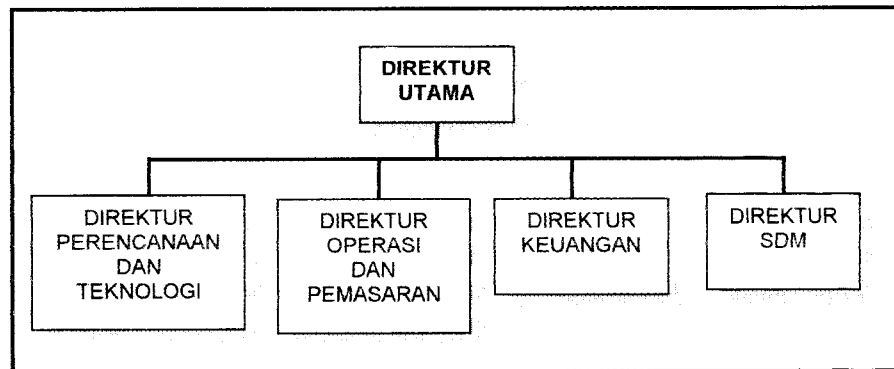 DIREKTUR
UTAMA
DIREKTUR
PERENCANAAN
DAN
TEKNOLOGI
DIREKTUR
OPERASI
DAN
PEMASARAN
DIREKTUR
KEUANGAN
DIREKTUR
SDM